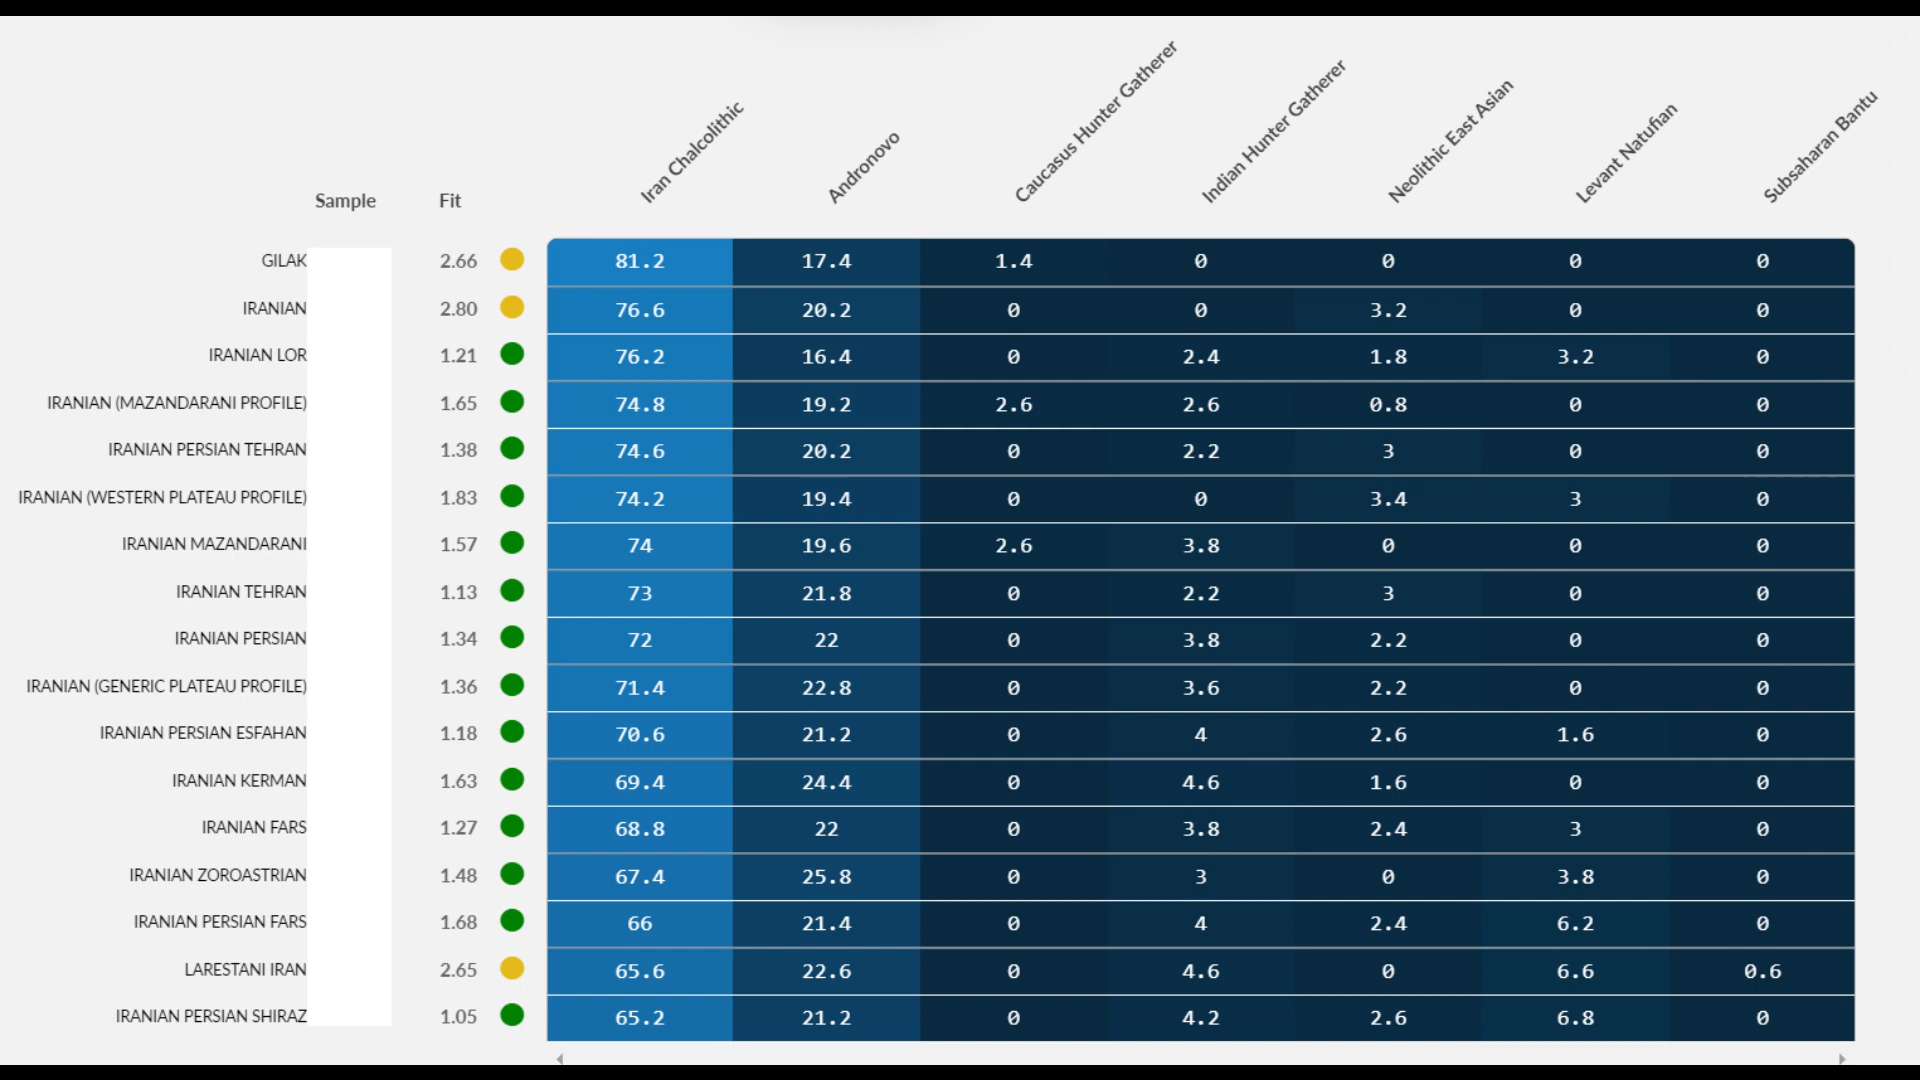 Sample Fit Iran Chalcolithic Andronovo Caucasus Hunter Gatherer Indian Hunter Gatherer Neolithic East Asian Levant Natufian Subsaharan Bantu
GILAK 2.66 81.2 17.4 1.4 0 0 0 0
IRANIAN 2.80 76.6 20.2 0 0 3.2 0 0
IRANIAN LOR 1.21 76.2 16.4 0 2.4 1.8 3.2 0
IRANIAN (MAZANDARANI PROFILE) 1.65 74.8 19.2 2.6 2.6 0.8 0 0
IRANIAN PERSIAN TEHRAN 1.38 74.6 20.2 0 2.2 3 0 0
IRANIAN (WESTERN PLATEAU PROFILE) 1.83 74.2 19.4 0 0 3.4 3 0
IRANIAN MAZANDARANI 1.57 74 19.6 2.6 3.8 0 0 0
IRANIAN TEHRAN 1.13 73 21.8 0 2.2 3 0 0
IRANIAN PERSIAN 1.34 72 22 0 3.8 2.2 0 0
IRANIAN (GENERIC PLATEAU PROFILE) 1.36 71.4 22.8 0 3.6 2.2 0 0
IRANIAN PERSIAN ESFAHAN 1.18 70.6 21.2 0 4 2.6 1.6 0
IRANIAN KERMAN 1.63 69.4 24.4 0 4.6 1.6 0 0
IRANIAN FARS 1.27 68.8 22 0 3.8 2.4 3 0
IRANIAN ZOROASTRIAN 1.48 67.4 25.8 0 3 0 3.8 0
IRANIAN PERSIAN FARS 1.68 66 21.4 0 4 2.4 6.2 0
LARESTANI IRAN 2.65 65.6 22.6 0 4.6 0 6.6 0.6
IRANIAN PERSIAN SHIRAZ 1.05 65.2 21.2 0 4.2 2.6 6.8 0